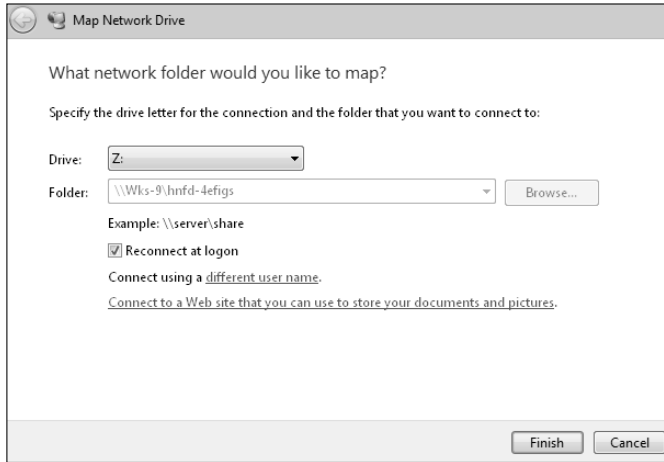 Map Network Drive
What network folder would you like to map?
Specify the drive letter for the connection and the folder that you want to connect to:
Drive: Z:
Folder: \\Wks-9\hnfd-4efigs Browse...
Example: \\server\share
Reconnect at logon
Connect using a different user name.
Connect to a Web site that you can use to store your documents and pictures.
Finish Cancel